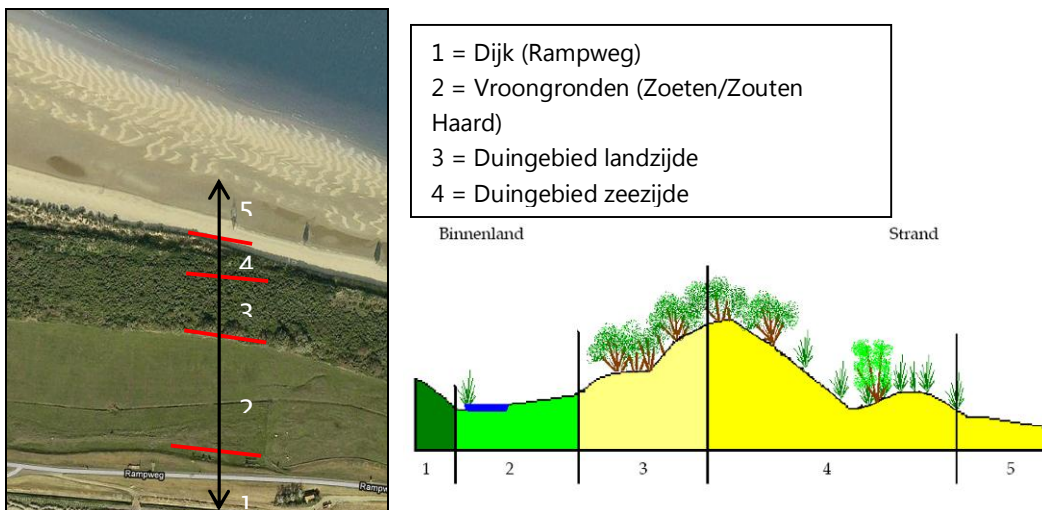 5
4
3
2
Rampweg
Rampw
1
1 = Dijk (Rampweg)
2 = Vroongronden (Zoeten/Zouten
Haard)
3 = Duingebied landzijde
4 = Duingebied zeezijde
Binnenland Strand
1 2 3 4 5